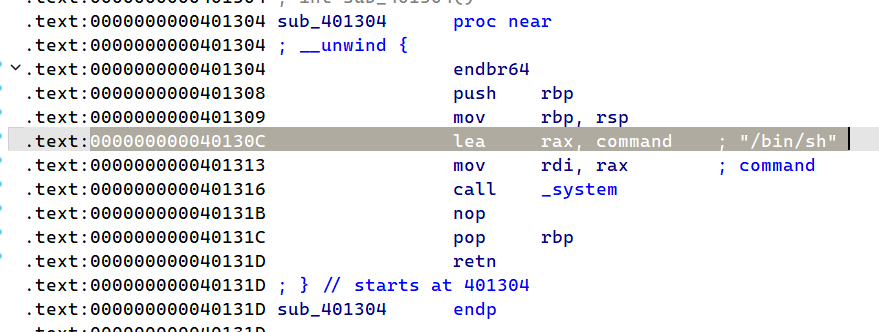 .text:0000000000401304 ; int sub_401304()
.text:0000000000401304 sub_401304 proc near
.text:0000000000401304 ; __unwind {
.text:0000000000401304 endbr64
.text:0000000000401308 push rbp
.text:0000000000401309 mov rbp, rsp
.text:000000000040130C lea rax, command ; "/bin/sh"
.text:0000000000401313 mov rdi, rax ; command
.text:0000000000401316 call _system
.text:000000000040131B nop
.text:000000000040131C pop rbp
.text:000000000040131D retn
.text:000000000040131D ; } // starts at 401304
.text:000000000040131D sub_401304 endp
.text:000000000040131D